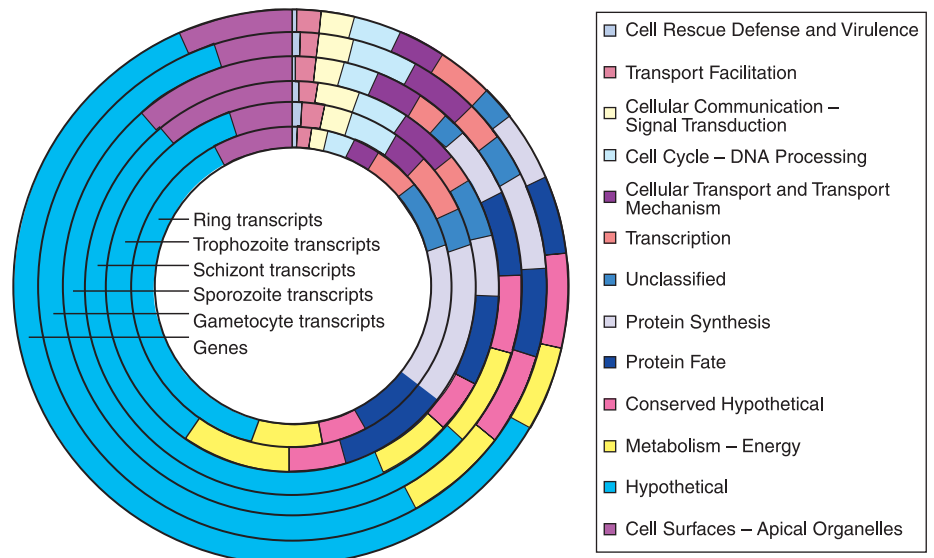 Ring transcripts
Trophozoite transcripts
Schizont transcripts
Sporozoite transcripts
Gametocyte transcripts
Genes
Cell Rescue Defense and Virulence
Transport Facilitation
Cellular Communication –
Signal Transduction
Cell Cycle – DNA Processing
Cellular Transport and Transport
Mechanism
Transcription
Unclassified
Protein Synthesis
Protein Fate
Conserved Hypothetical
Metabolism – Energy
Hypothetical
Cell Surfaces – Apical Organelles